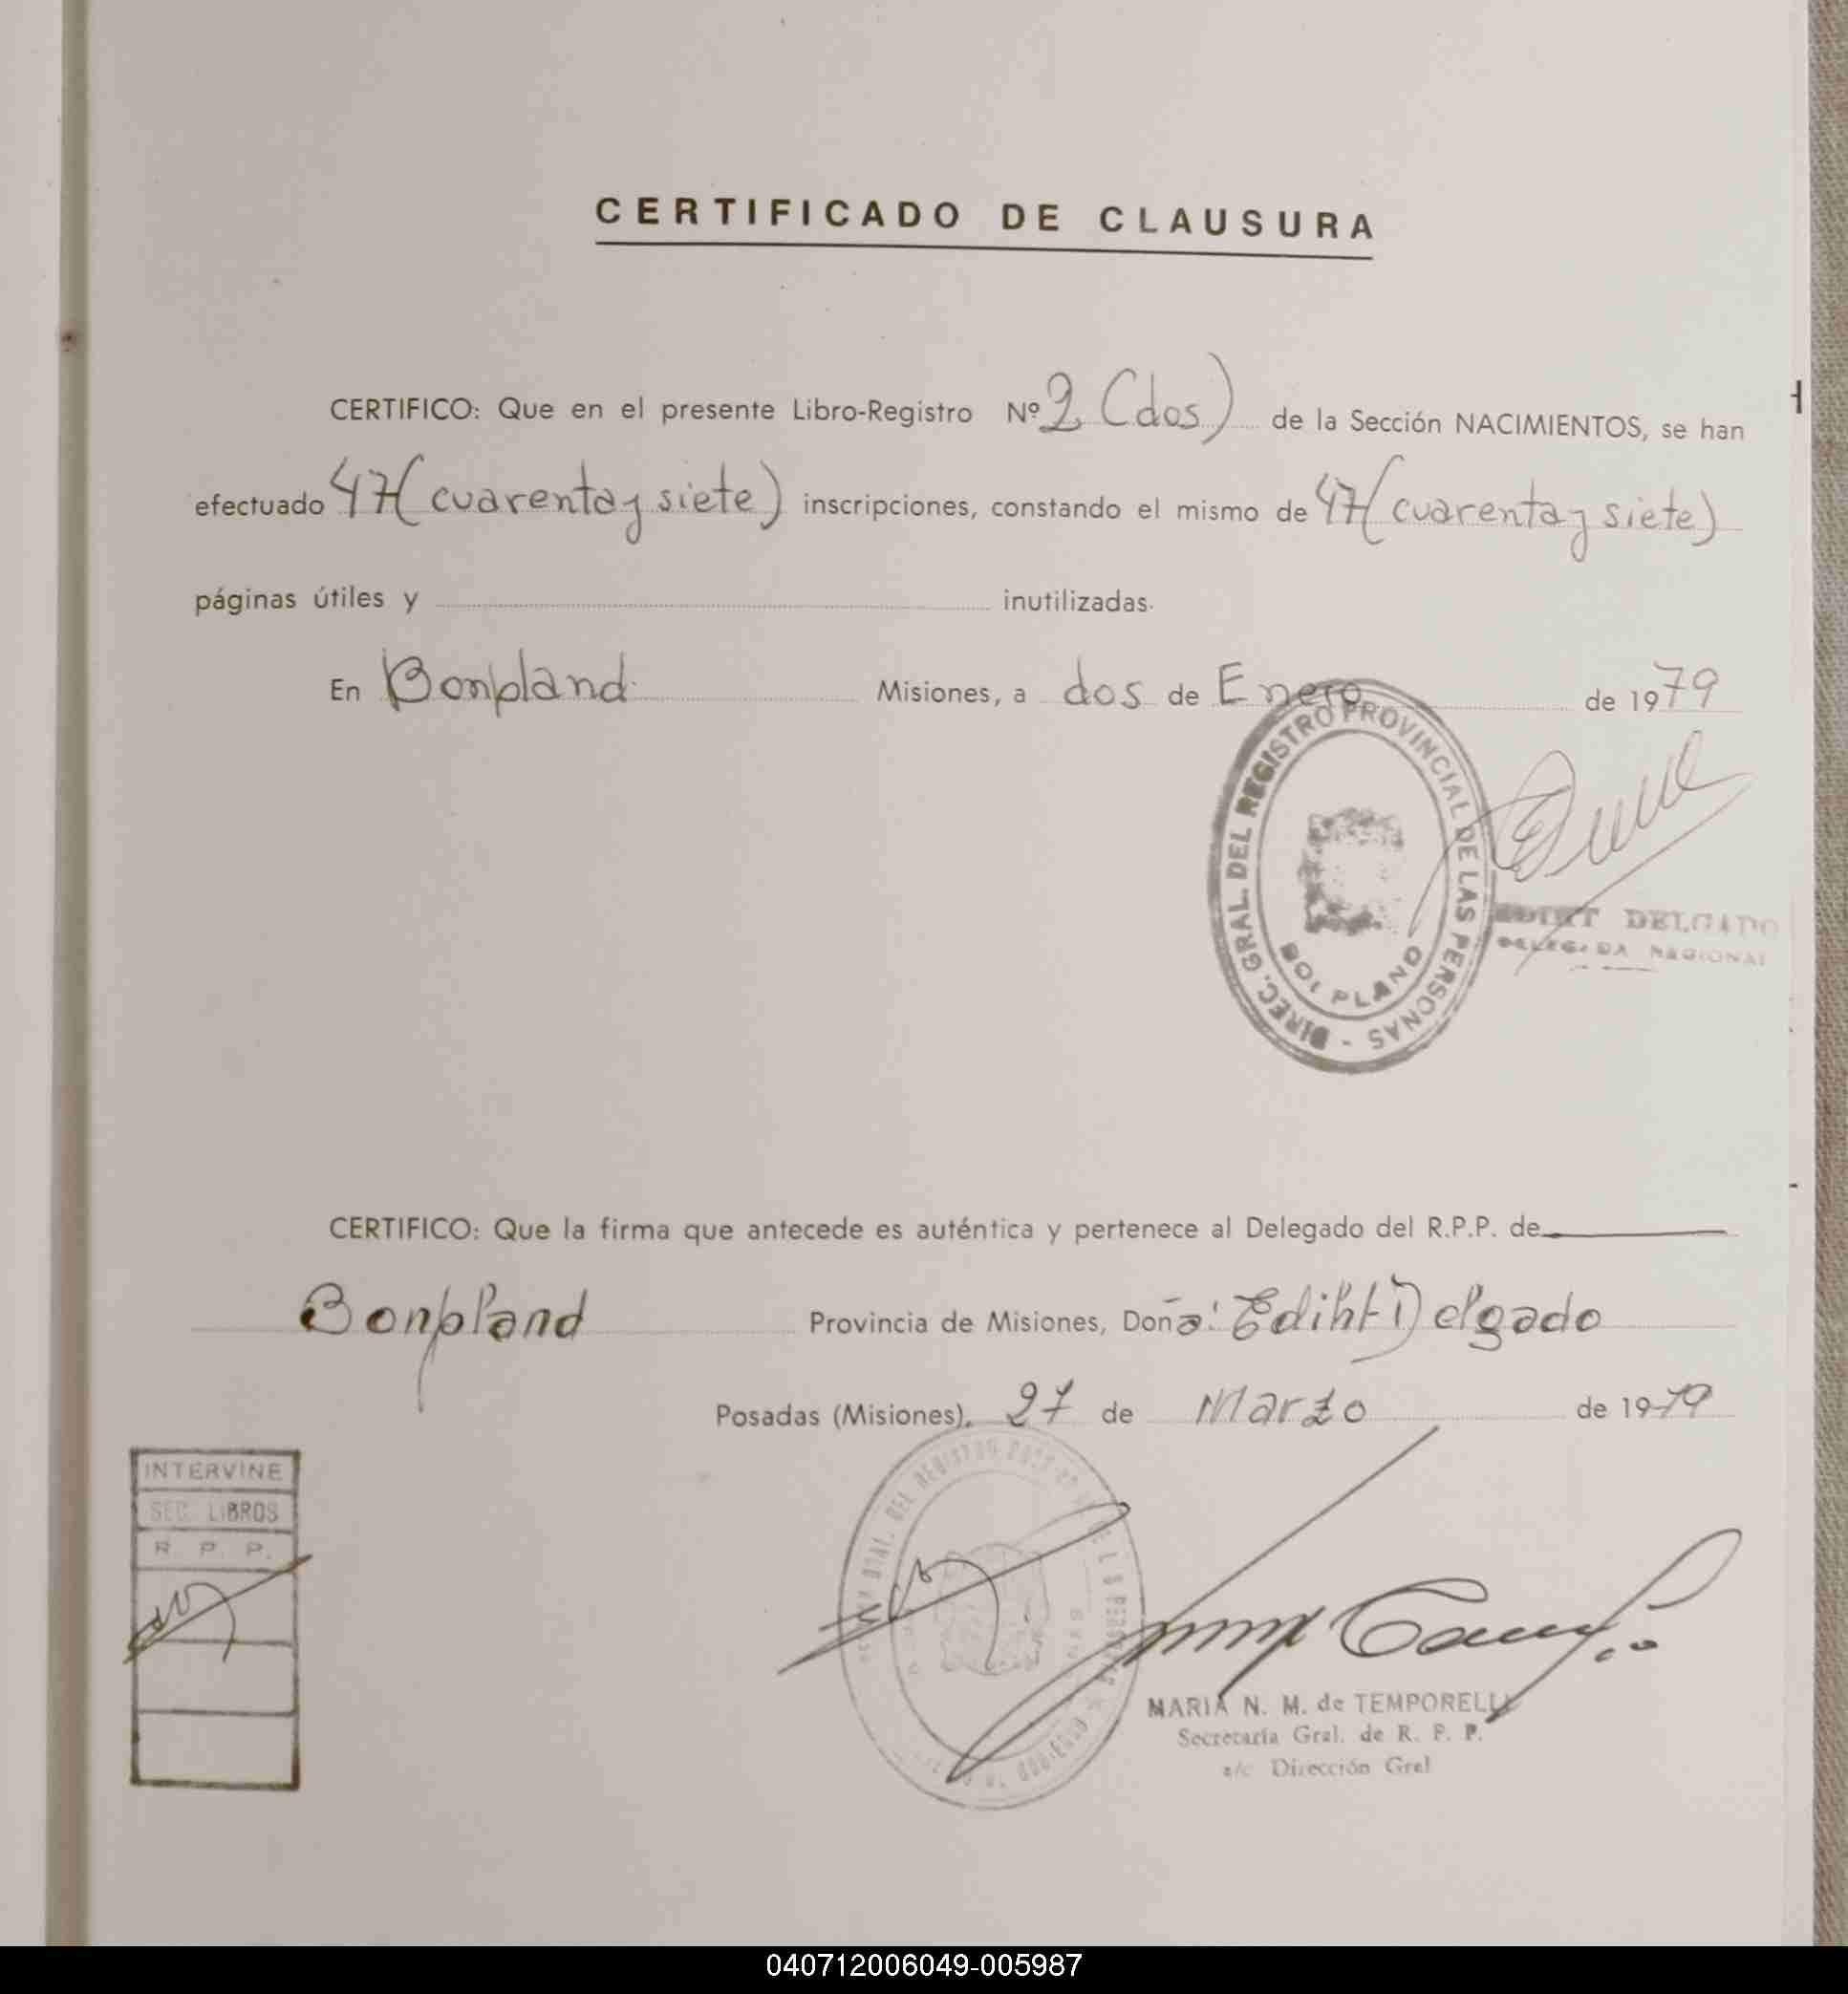 CERTIFICADO DE CLAUSURA
CERTIFICO: Que en el presente Libro-Registro Nº 2 (dos) de la Sección NACIMIENTOS, se han
efectuado 47 (cuarenta y siete) inscripciones, constando el mismo de 47 (cuarenta y siete)
páginas útiles y inutilizadas.
En Bonpland Misiones, a dos de Enero de 1979
DIREC. GRAL. DEL REGISTRO PROVINCIAL DE LAS PERSONAS -
DELGADO
CERTIFICO: Que la firma que antecede es auténtica y pertenece al Delegado del R.P.P. de
Bonpland Provincia de Misiones, Doña: Ediht Delgado
Posadas (Misiones), 27 de Marzo de 1979
INTERVINE
SEC. LIBROS
R. P. P.
MARIA N. M. de TEMPORELLI
Secretaría Gral. de R. P. P.
a/c Dirección Gral
040712006049-005987